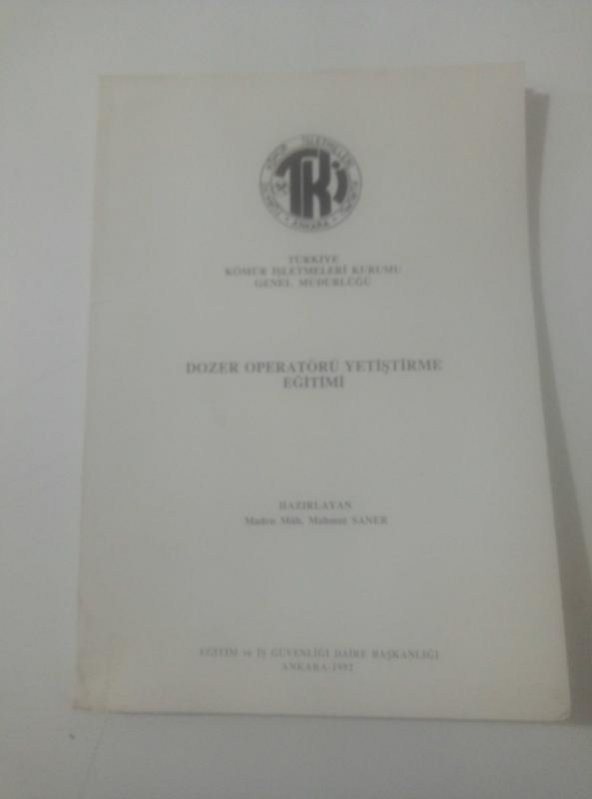 TKİ
TÜRKİYE
KÖMÜR İŞLETMELERİ KURUMU
GENEL MÜDÜRLÜĞÜ
DOZER OPERATÖRÜ YETİŞTİRME
EĞİTİMİ
HAZIRLAYAN
Maden Müh. Mahmut SANER
EĞİTİM ve İŞ GÜVENLİĞİ DAİRE BAŞKANLIĞI
ANKARA-1992